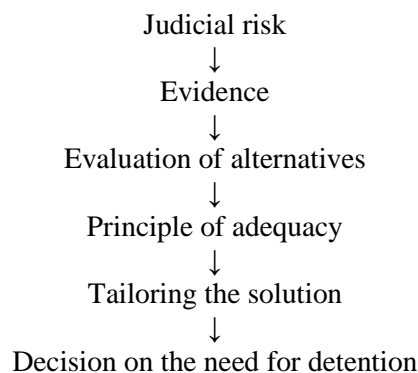 Judicial risk
↓
Evidence
↓
Evaluation of alternatives
↓
Principle of adequacy
↓
Tailoring the solution
↓
Decision on the need for detention